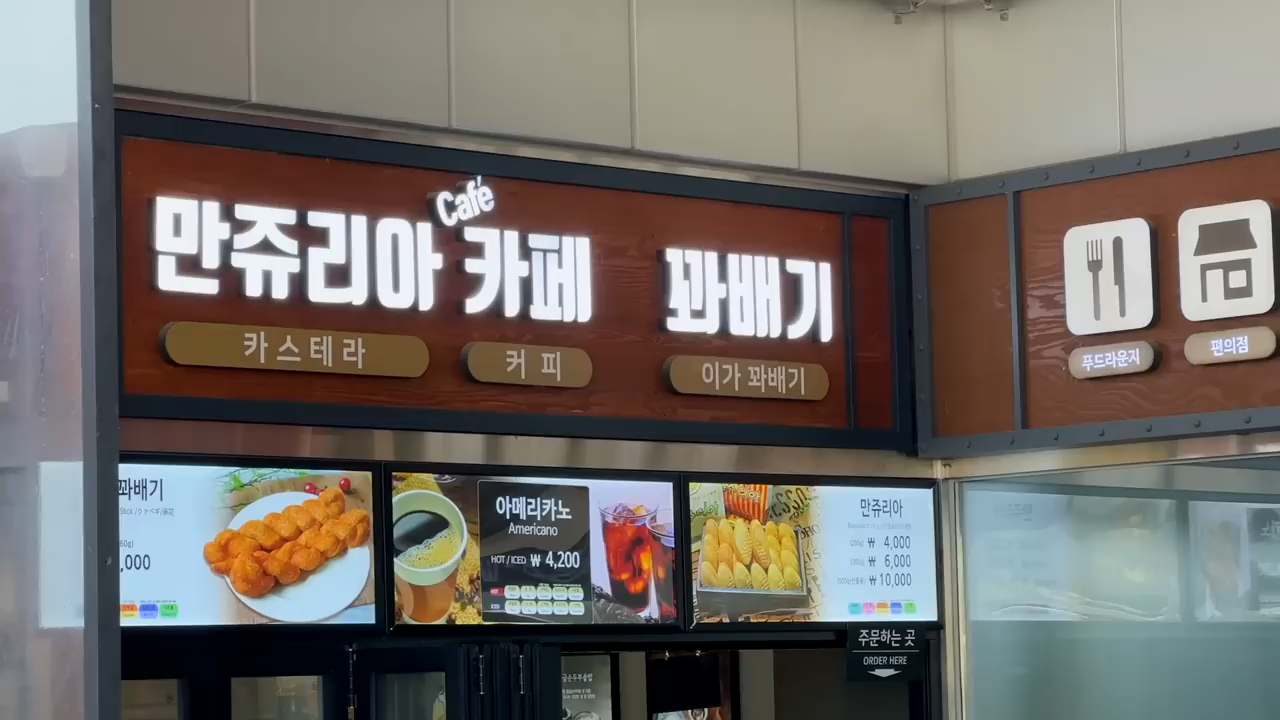 Café
만쥬리아 카페 꽈배기
카스테라
커피
이가 꽈배기
푸드라운지
편의점
꽈배기
,000
아메리카노
Americano
HOT / ICED ₩ 4,200
만쥬리아
₩ 4,000
₩ 6,000
₩ 10,000
주문하는 곳
ORDER HERE